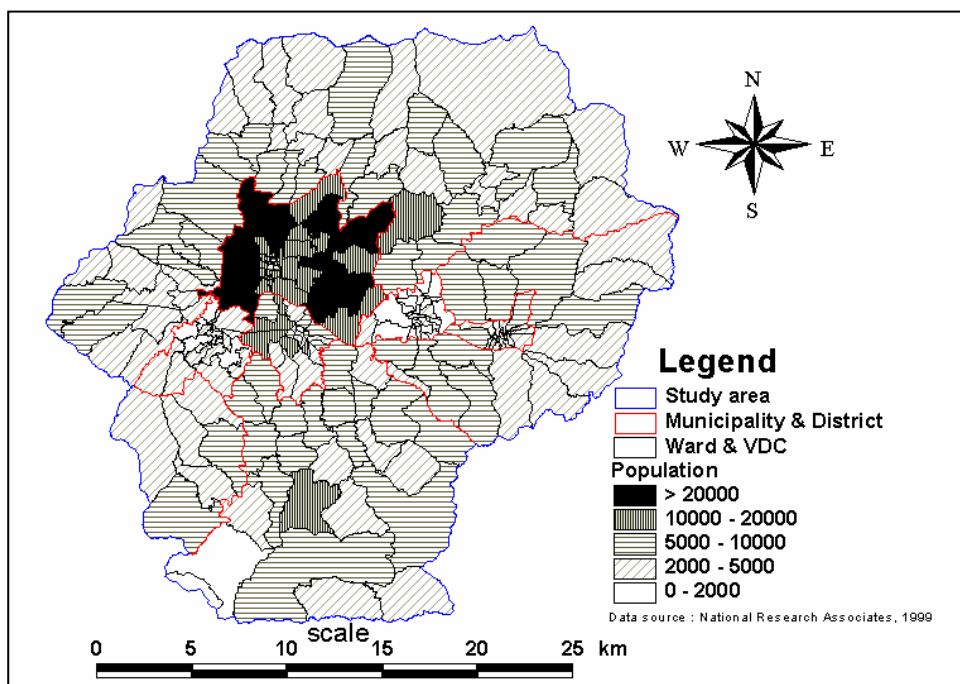 N
W E
S
Legend
Study area
Municipality & District
Ward & VDC
Population
> 20000
10000 - 20000
5000 - 10000
2000 - 5000
0 - 2000
Data source : National Research Associates, 1999
scale
0 5 10 15 20 25 km